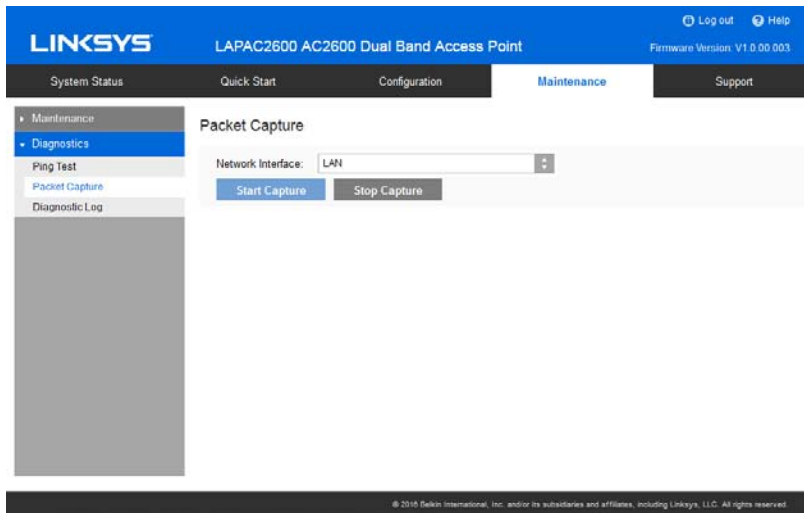 Log out Help
LINKSYS LAPAC2600 AC2600 Dual Band Access Point Firmware Version: V1.0.00.003
System Status Quick Start Configuration Maintenance Support
Maintenance
Diagnostics
Ping Test
Packet Capture
Diagnostic Log
Packet Capture
Network Interface: LAN
Start Capture Stop Capture
© 2016 Belkin International, Inc. and/or its subsidiaries and affiliates, including Linksys, LLC. All rights reserved.